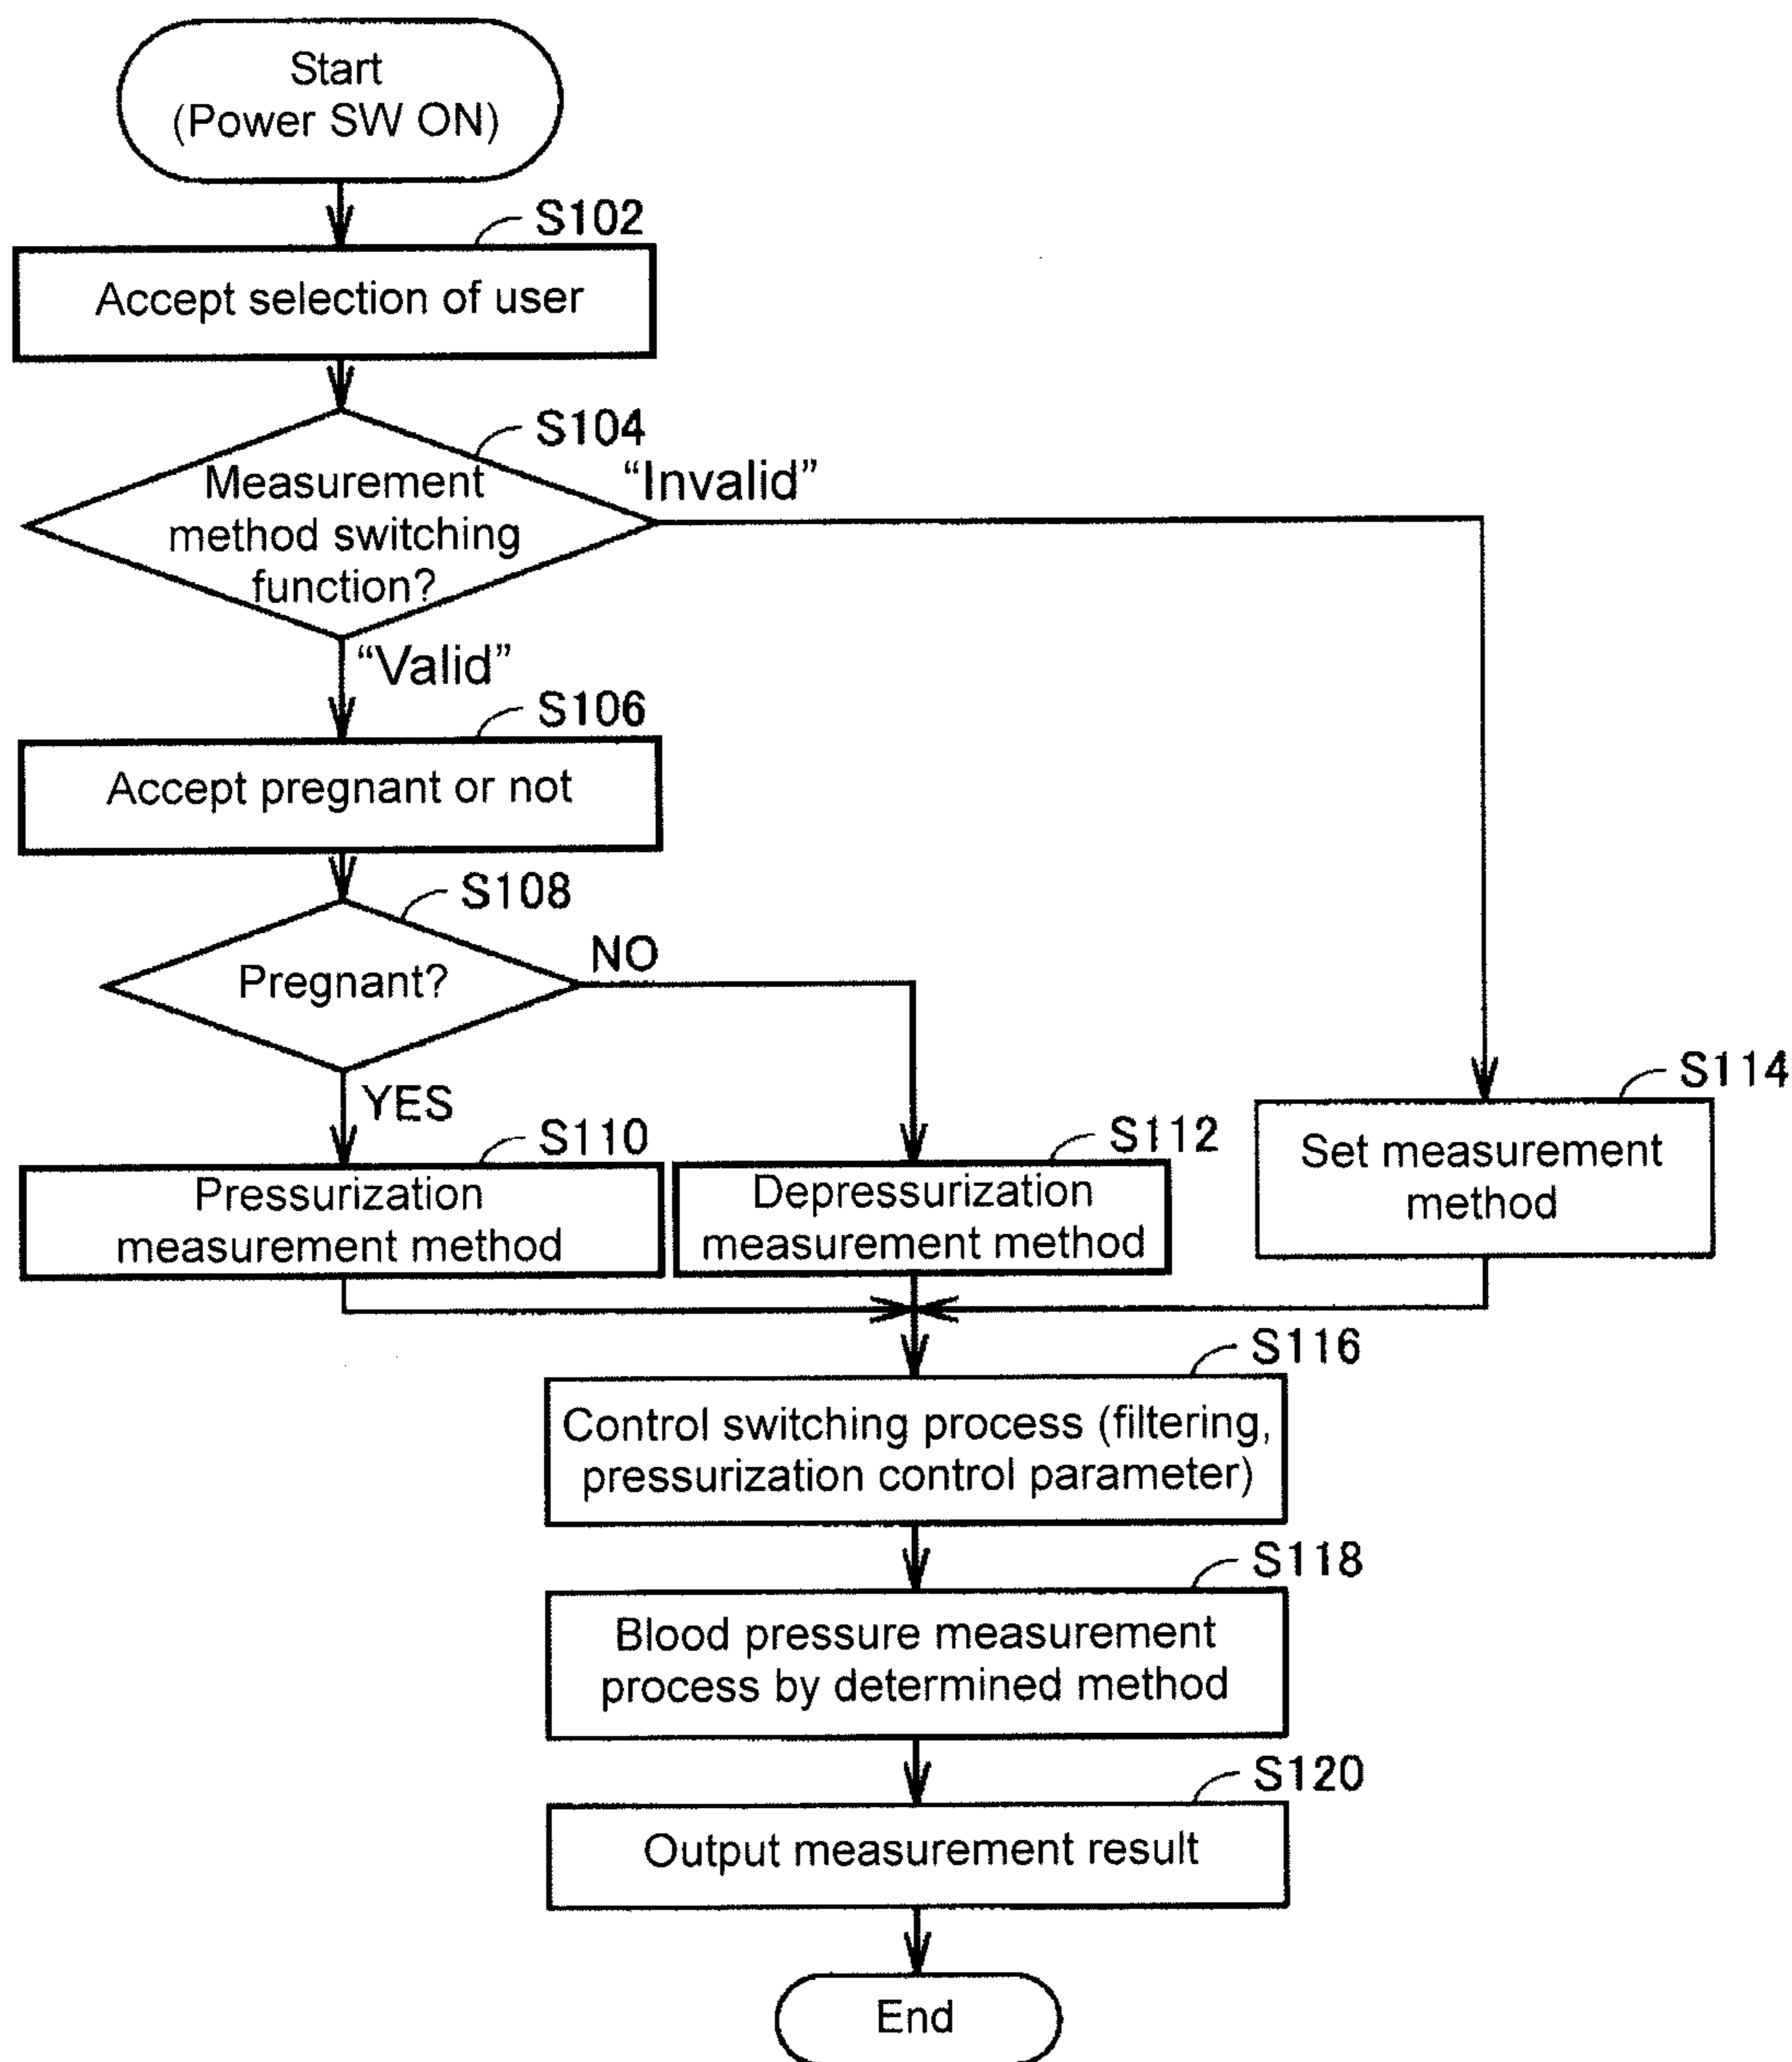 Start
(Power SW ON)
S102
Accept selection of user
S104
Measurement
method switching
function?
“Invalid”
“Valid”
S106
Accept pregnant or not
S108
Pregnant?
NO
YES
S110
Pressurization
measurement method
S112
Depressurization
measurement method
S114
Set measurement
method
S116
Control switching process (filtering,
pressurization control parameter)
S118
Blood pressure measurement
process by determined method
S120
Output measurement result
End